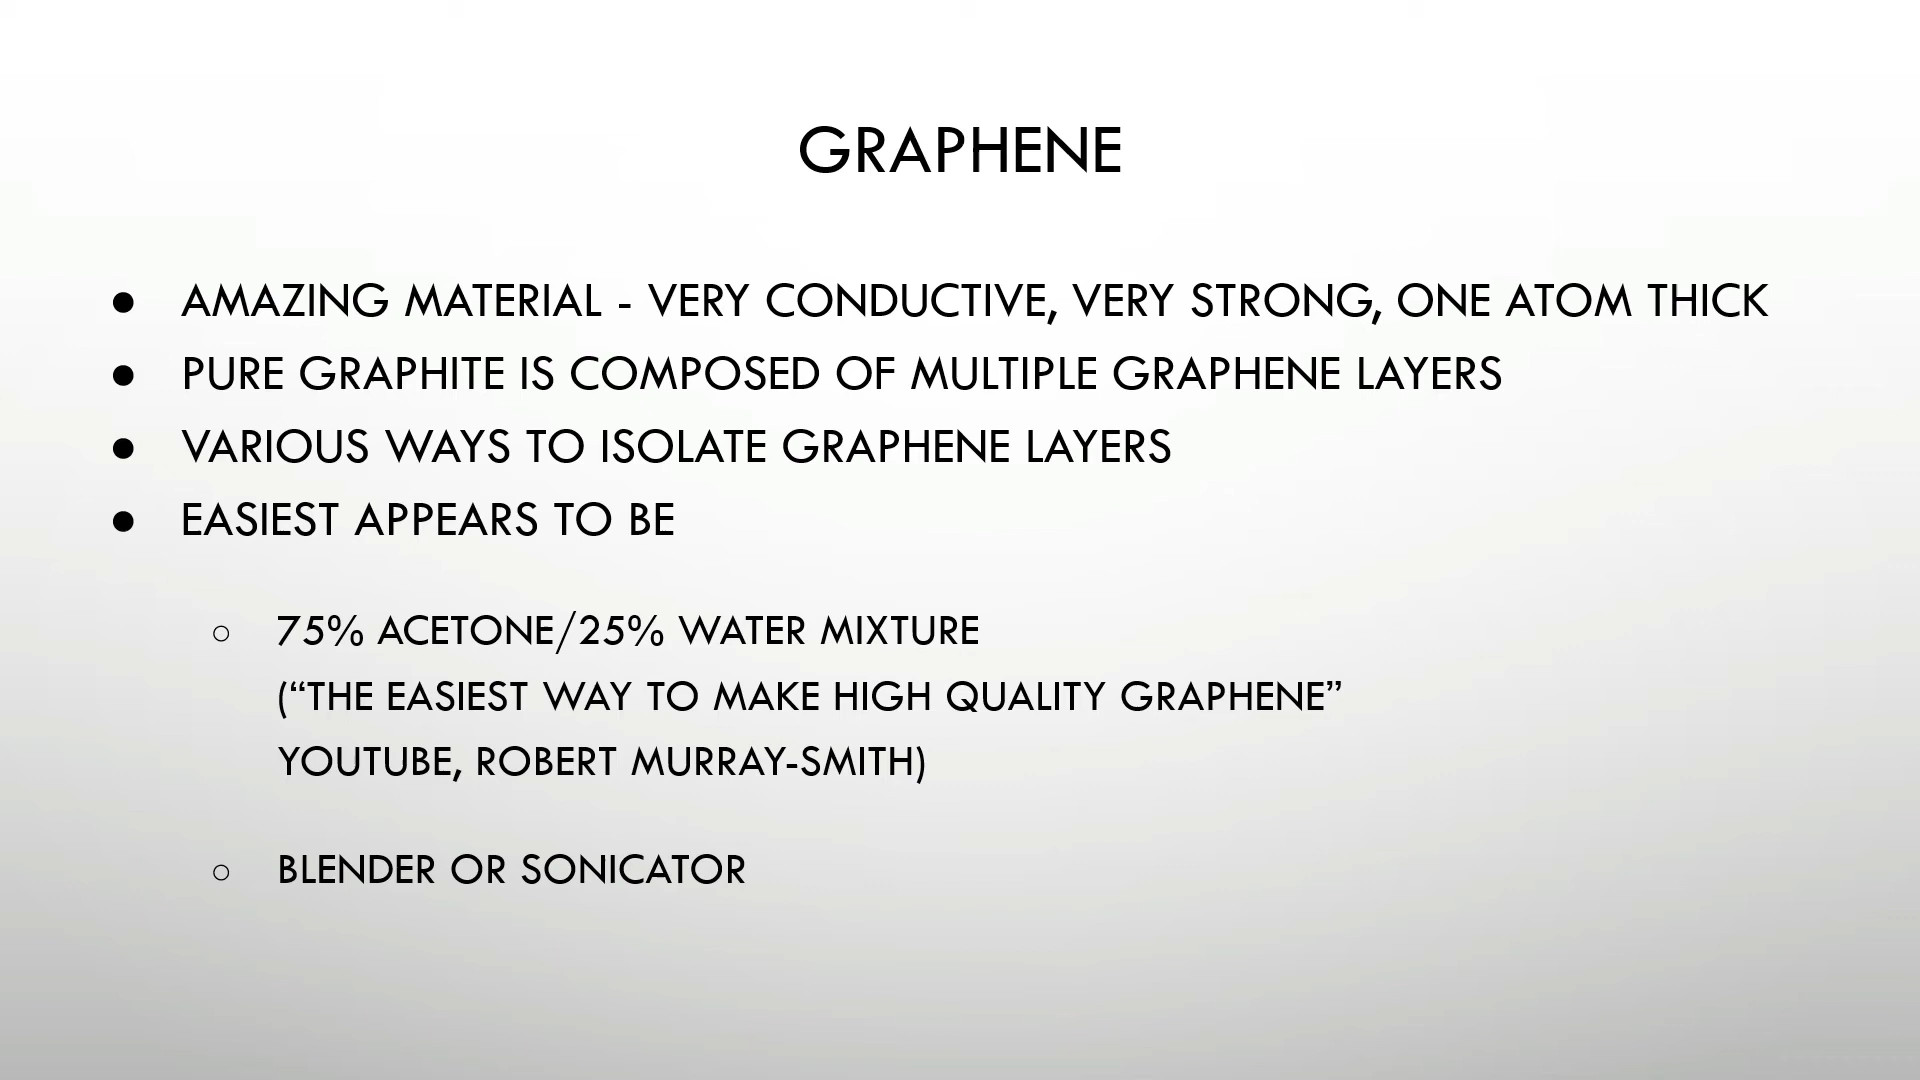 GRAPHENE
● AMAZING MATERIAL - VERY CONDUCTIVE, VERY STRONG, ONE ATOM THICK
● PURE GRAPHITE IS COMPOSED OF MULTIPLE GRAPHENE LAYERS
● VARIOUS WAYS TO ISOLATE GRAPHENE LAYERS
● EASIEST APPEARS TO BE
○ 75% ACETONE/25% WATER MIXTURE
(“THE EASIEST WAY TO MAKE HIGH QUALITY GRAPHENE”
YOUTUBE, ROBERT MURRAY-SMITH)
○ BLENDER OR SONICATOR